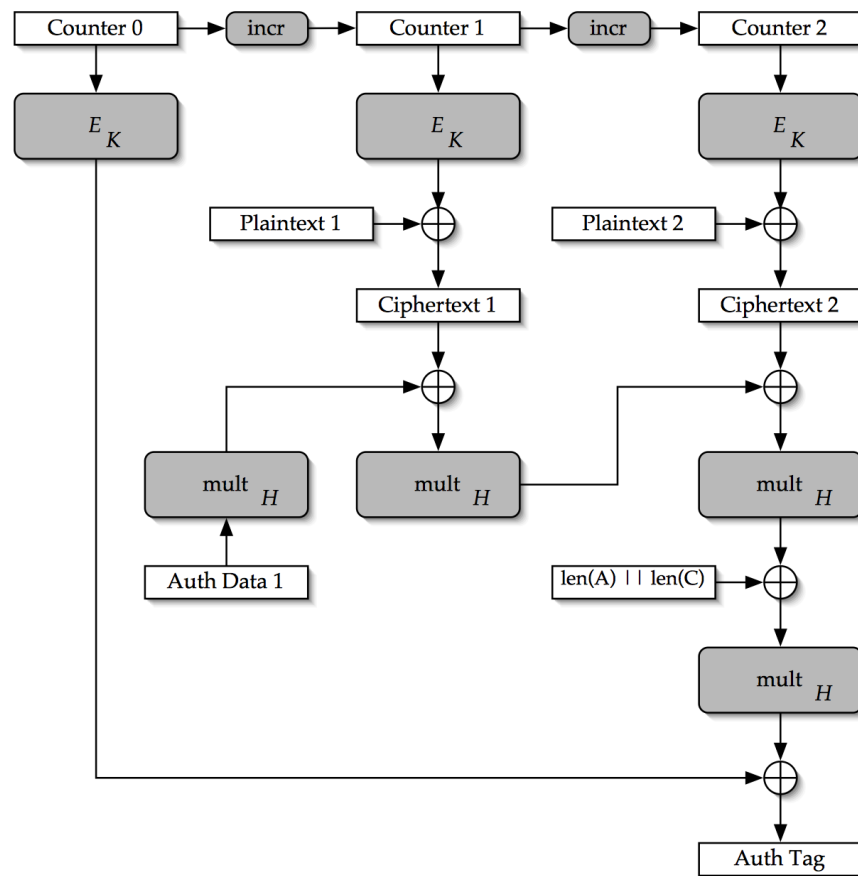 Counter 0
incr
Counter 1
incr
Counter 2
E K
E K
E K
Plaintext 1
Plaintext 2
Ciphertext 1
Ciphertext 2
mult H
mult H
mult H
Auth Data 1
len(A) || len(C)
mult H
Auth Tag